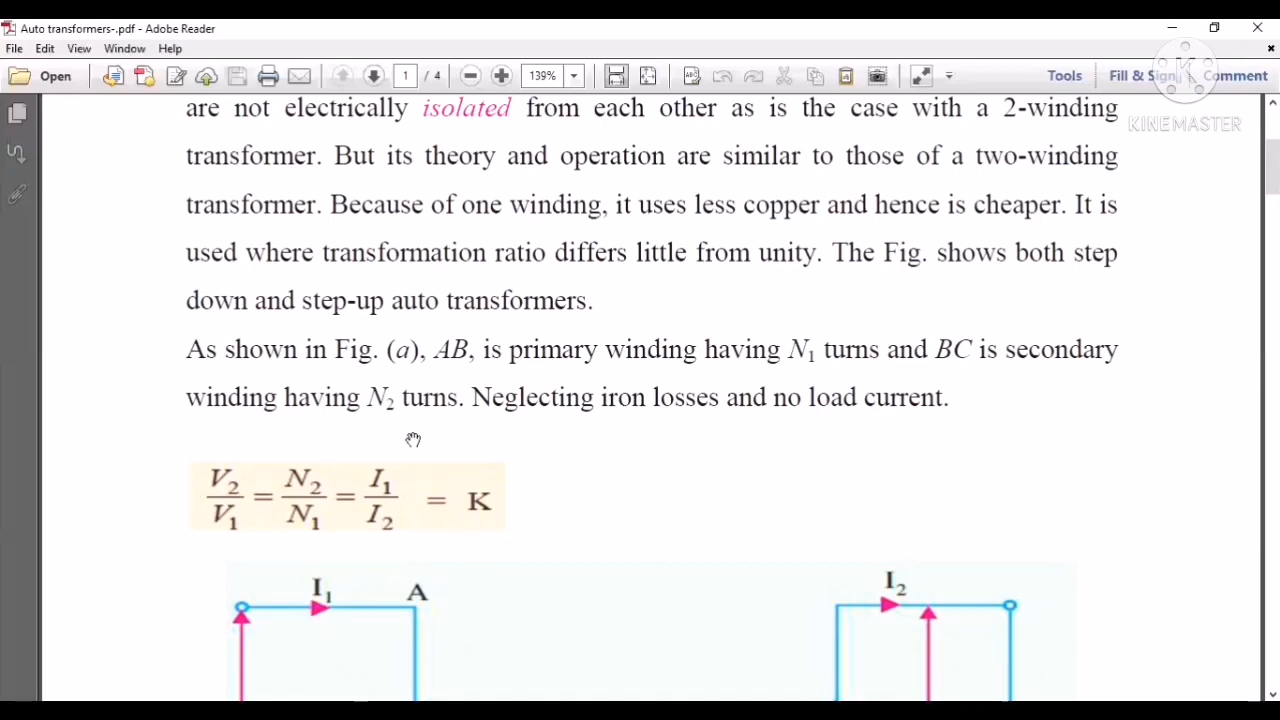 Auto transformers-.pdf - Adobe Reader
File Edit View Window Help
Open 1 / 4 139% Tools Fill & Sign Comment
KINEMASTER
are not electrically isolated from each other as is the case with a 2-winding
transformer. But its theory and operation are similar to those of a two-winding
transformer. Because of one winding, it uses less copper and hence is cheaper. It is
used where transformation ratio differs little from unity. The Fig. shows both step
down and step-up auto transformers.
As shown in Fig. (a), AB, is primary winding having N₁ turns and BC is secondary
winding having N₂ turns. Neglecting iron losses and no load current.
V₂/V₁ = N₂/N₁ = I₁/I₂ = K
I₁ A I₂